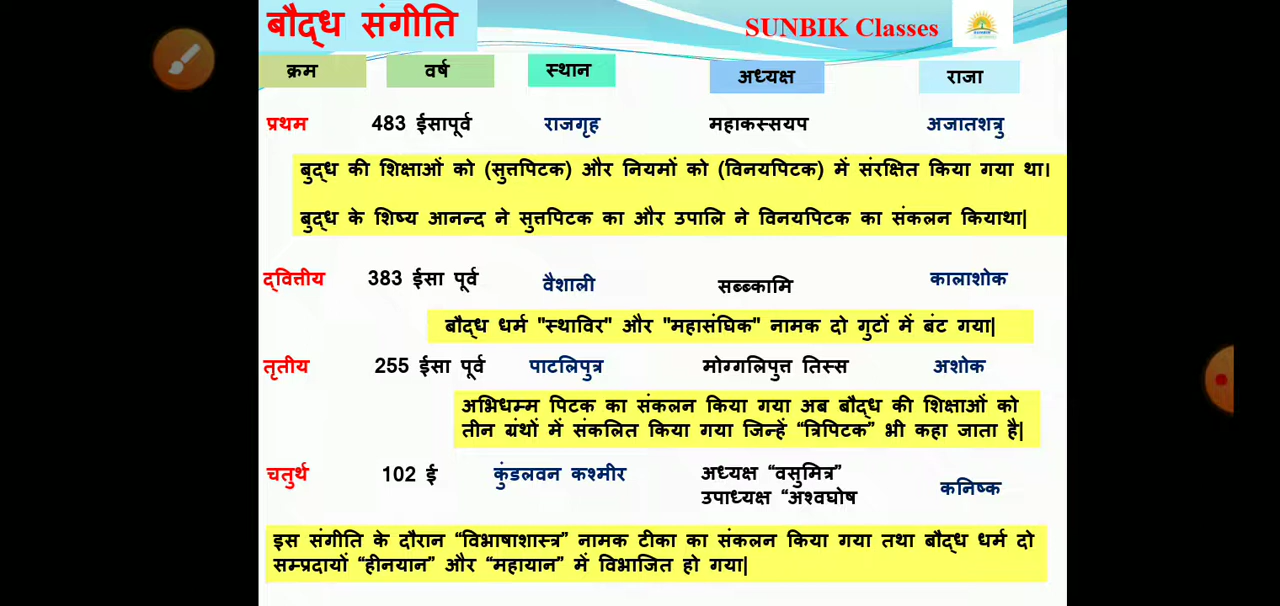 बौद्ध संगीति
SUNBIK Classes
क्रम वर्ष स्थान अध्यक्ष राजा
प्रथम 483 ईसापूर्व राजगृह महाकस्सयप अजातशत्रु
बुद्ध की शिक्षाओं को (सुत्तपिटक) और नियमों को (विनयपिटक) में संरक्षित किया गया था।
बुद्ध के शिष्य आनन्द ने सुत्तपिटक का और उपालि ने विनयपिटक का संकलन कियाथा|
द्वितीय 383 ईसा पूर्व वैशाली सब्ब्कामि कालाशोक
बौद्ध धर्म "स्थाविर" और "महासंघिक" नामक दो गुटों में बंट गया|
तृतीय 255 ईसा पूर्व पाटलिपुत्र मोग्गलिपुत्त तिस्स अशोक
अभिधम्म पिटक का संकलन किया गया अब बौद्ध की शिक्षाओं को
तीन ग्रंथों में संकलित किया गया जिन्हें “त्रिपिटक” भी कहा जाता है|
चतुर्थ 102 ई कुंडलवन कश्मीर अध्यक्ष “वसुमित्र” कनिष्क
उपाध्यक्ष “अश्वघोष
इस संगीति के दौरान “विभाषाशास्त्र” नामक टीका का संकलन किया गया तथा बौद्ध धर्म दो
सम्प्रदायों “हीनयान” और “महायान” में विभाजित हो गया|